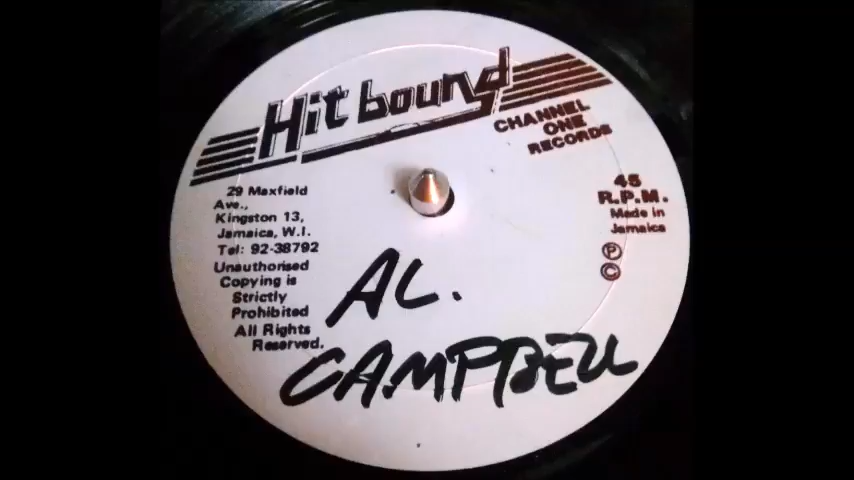 Hit bound
CHANNEL
ONE
RECORDS
29 Maxfield
Ave.,
Kingston 13,
Jamaica, W.I.
Tel: 92-38792
Unauthorised
Copying is
Strictly
Prohibited
All Rights
Reserved.
45
R.P.M.
Made in
Jamaica
Ⓟ
©
AL.
CAMPBELL